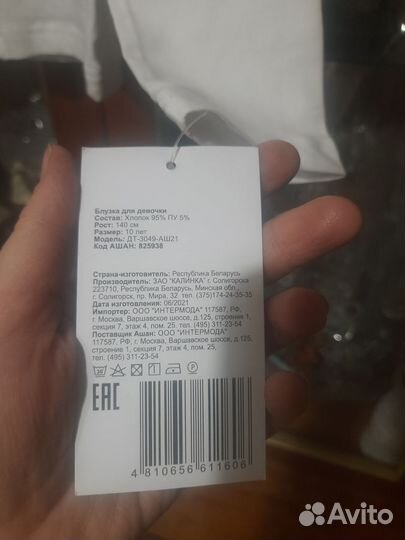 Блузка для девочки
Состав: Хлопок 95% ПУ 5%
Рост: 140 см
Размер: 10 лет
Модель: ДТ-3049-АШ21
Код АШАН: 825938
Страна-изготовитель: Республика Беларусь
Производитель: ЗАО "КАЛИНКА" г. Солигорск
223710, Республика Беларусь, Минская обл.,
г. Солигорск, пр. Мира, 32 тел. (375)174-24-35-35
Дата изготовления: 06/2021
Импортер: ООО "ИНТЕРМОДА" 117587, РФ,
г. Москва, Варшавское шоссе, д.125, строение 1,
секция 7, этаж 4, пом. 25, тел. (495) 311-23-54
Поставщик Ашан: ООО "ИНТЕРМОДА"
117587, РФ, г. Москва, Варшавское шоссе, д.125,
строение 1, секция 7, этаж 4, пом. 25,
тел. (495) 311-23-54
ЕАС
4 810656 611606
Avito